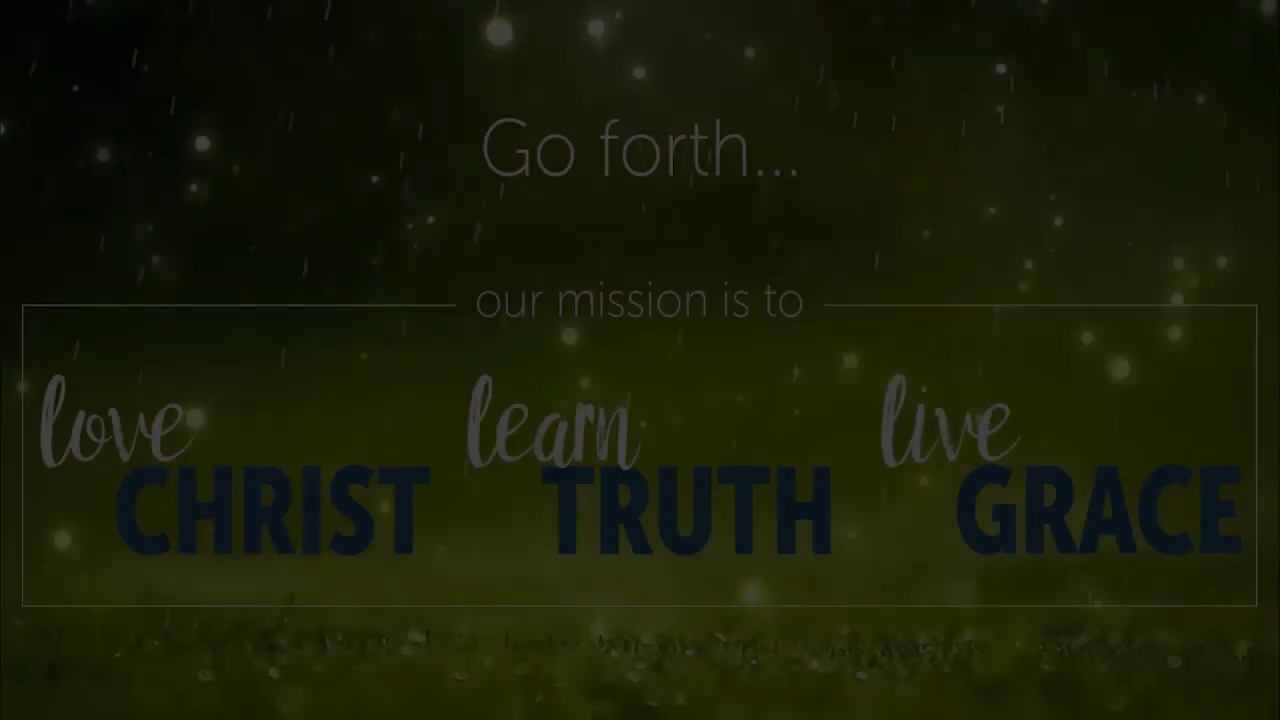 Go forth...
our mission is to
love learn live
CHRIST TRUTH GRACE